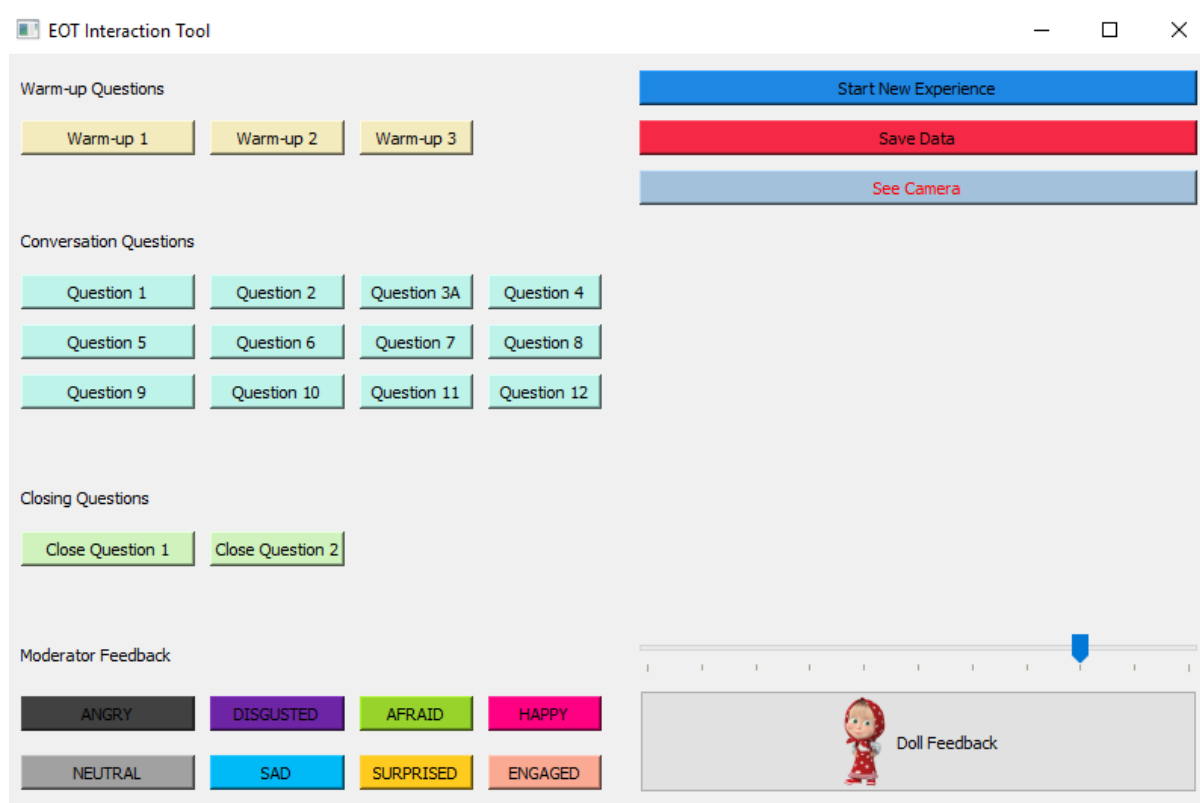 EOT Interaction Tool
Warm-up Questions
Warm-up 1 Warm-up 2 Warm-up 3
Start New Experience
Save Data
See Camera
Conversation Questions
Question 1 Question 2 Question 3A Question 4
Question 5 Question 6 Question 7 Question 8
Question 9 Question 10 Question 11 Question 12
Closing Questions
Close Question 1 Close Question 2
Moderator Feedback
ANGRY DISGUSTED AFRAID HAPPY
NEUTRAL SAD SURPRISED ENGAGED
Doll Feedback